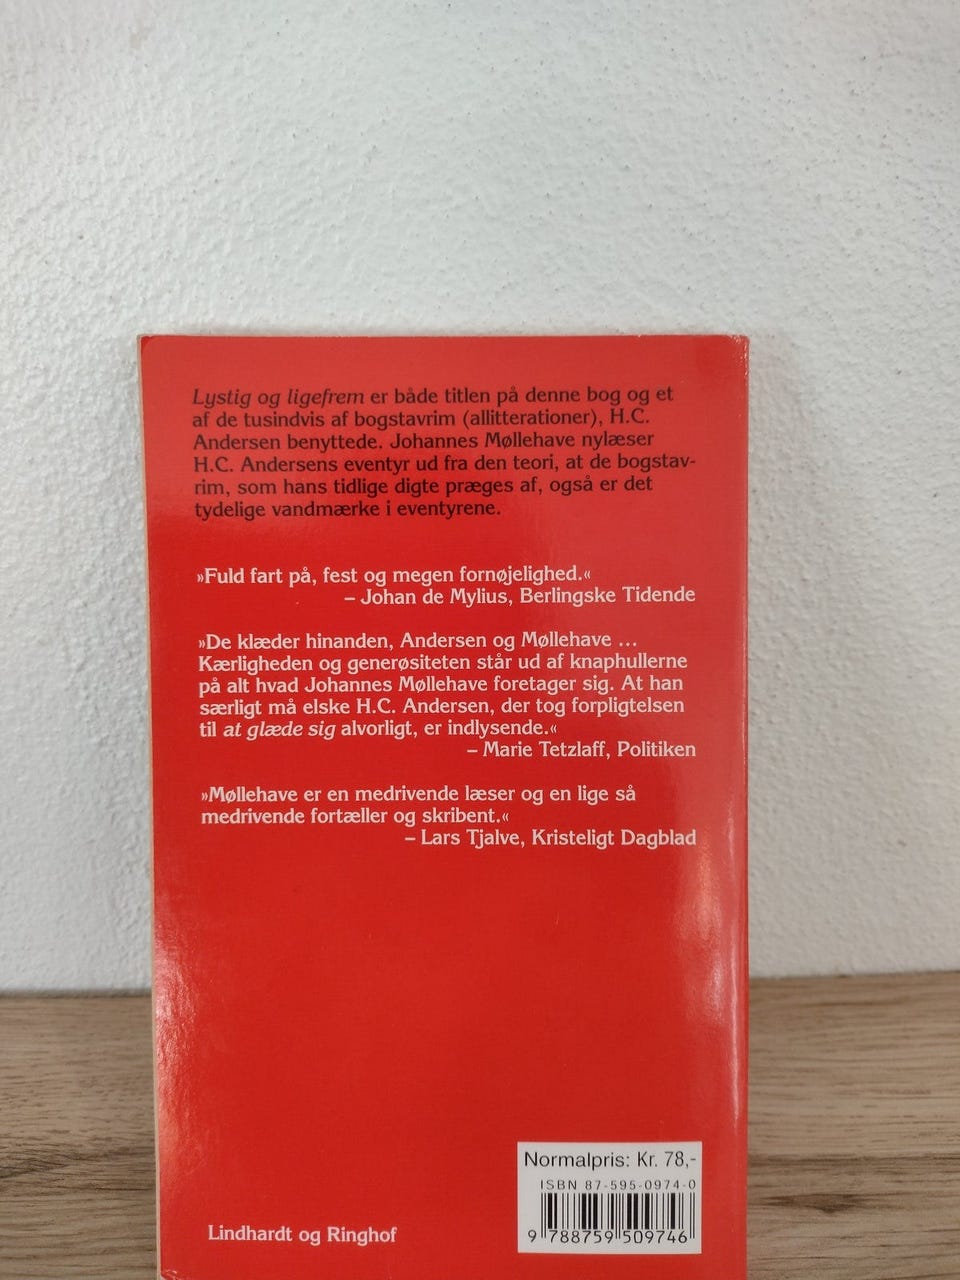 Lystig og ligefrem er både titlen på denne bog og et
af de tusindvis af bogstavrim (allitterationer), H.C.
Andersen benyttede. Johannes Møllehave nylæser
H.C. Andersens eventyr ud fra den teori, at de bogstav-
rim, som hans tidlige digte præges af, også er det
tydelige vandmærke i eventyrene.
»Fuld fart på, fest og megen fornøjelighed.«
– Johan de Mylius, Berlingske Tidende
»De klæder hinanden, Andersen og Møllehave ...
Kærligheden og generøsiteten står ud af knaphullerne
på alt hvad Johannes Møllehave foretager sig. At han
særligt må elske H.C. Andersen, der tog forpligtelsen
til at glæde sig alvorligt, er indlysende.«
– Marie Tetzlaff, Politiken
»Møllehave er en medrivende læser og en lige så
medrivende fortæller og skribent.«
– Lars Tjalve, Kristeligt Dagblad
Normalpris: Kr. 78,-
ISBN 87-595-0974-0
9 788759 509746
Lindhardt og Ringhof